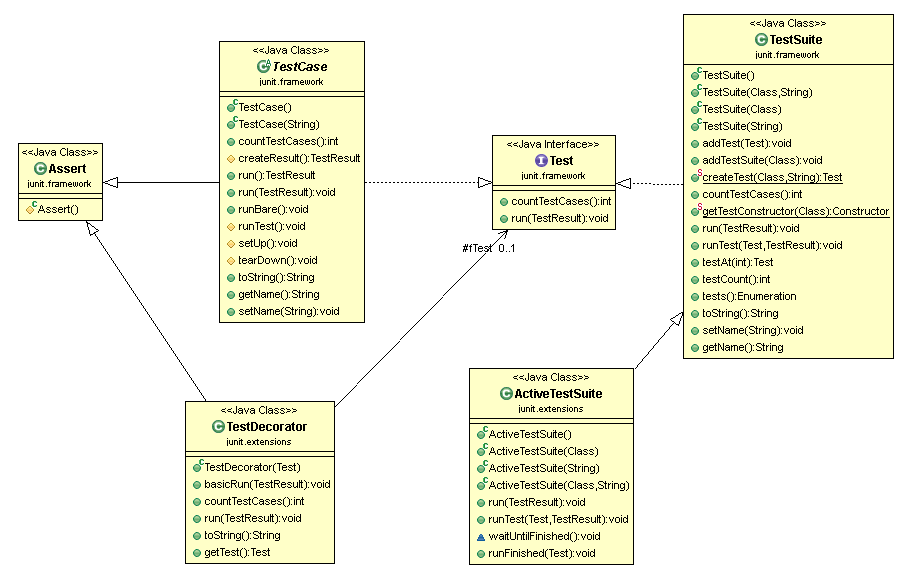 <<Java Class>>
Assert
junit.framework
Assert()
<<Java Class>>
TestCase
junit.framework
TestCase()
TestCase(String)
countTestCases():int
createResult():TestResult
run():TestResult
run(TestResult):void
runBare():void
runTest():void
setUp():void
tearDown():void
toString():String
getName():String
setName(String):void
<<Java Interface>>
Test
junit.framework
countTestCases():int
run(TestResult):void
#fTest 0..1
<<Java Class>>
TestSuite
junit.framework
TestSuite()
TestSuite(Class,String)
TestSuite(Class)
TestSuite(String)
addTest(Test):void
addTestSuite(Class):void
createTest(Class,String):Test
countTestCases():int
getTestConstructor(Class):Constructor
run(TestResult):void
runTest(Test,TestResult):void
testAt(int):Test
testCount():int
tests():Enumeration
toString():String
setName(String):void
getName():String
<<Java Class>>
TestDecorator
junit.extensions
TestDecorator(Test)
basicRun(TestResult):void
countTestCases():int
run(TestResult):void
toString():String
getTest():Test
<<Java Class>>
ActiveTestSuite
junit.extensions
ActiveTestSuite()
ActiveTestSuite(Class)
ActiveTestSuite(String)
ActiveTestSuite(Class,String)
run(TestResult):void
runTest(Test,TestResult):void
waitUntilFinished():void
runFinished(Test):void